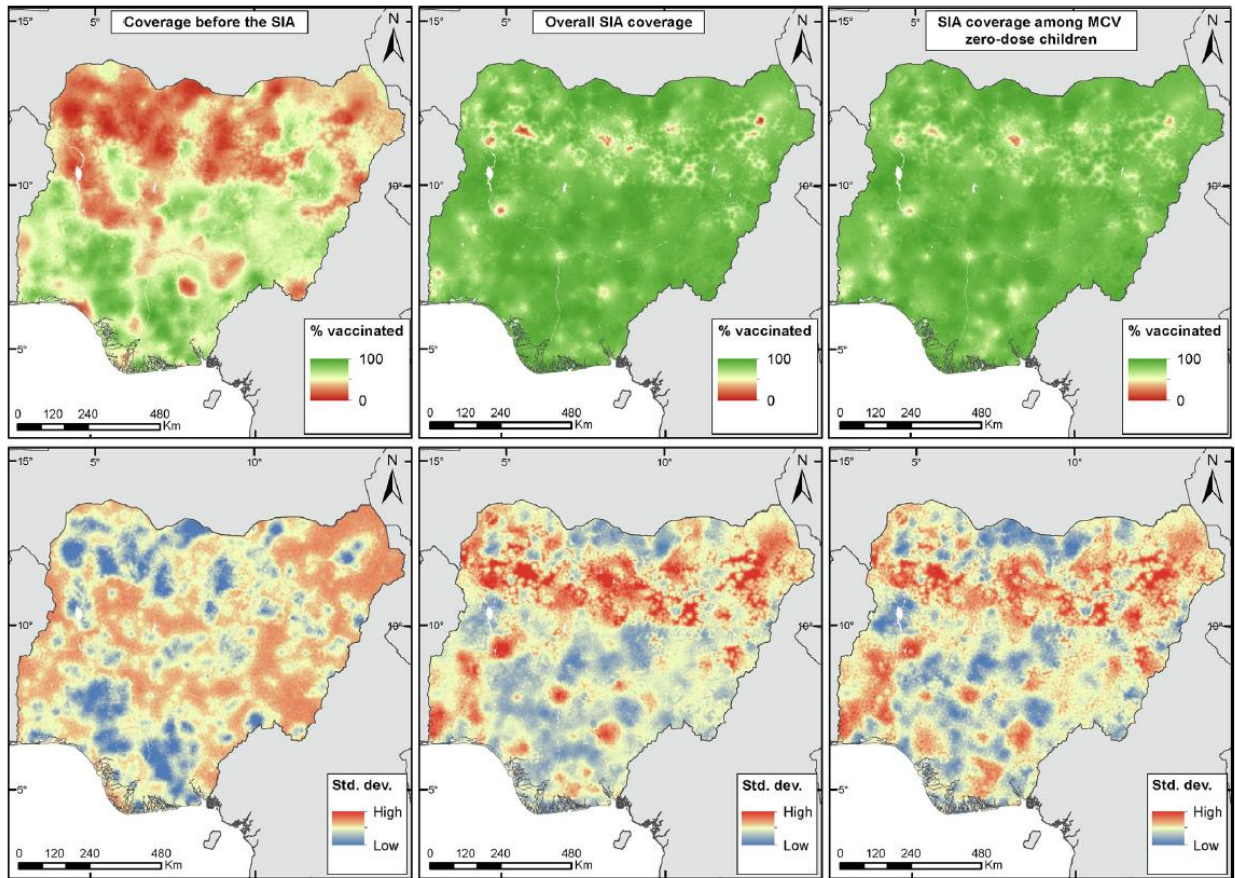 Coverage before the SIA
15°
5°
10°
N
10°
5°
% vaccinated
100
0
0 120 240 480
Km
Overall SIA coverage
5°
10°
N
10°
5°
% vaccinated
100
0
0 120 240 480
Km
SIA coverage among MCV
zero-dose children
N
10°
5°
% vaccinated
100
0
0 120 240 480
Km
15°
5°
10°
N
10°
5°
Std. dev.
High
Low
0 120 240 480
Km
15°
5°
10°
N
10°
5°
Std. dev.
High
Low
0 120 240 480
Km
15°
5°
10°
N
10°
5°
Std. dev.
High
Low
0 120 240 480
Km